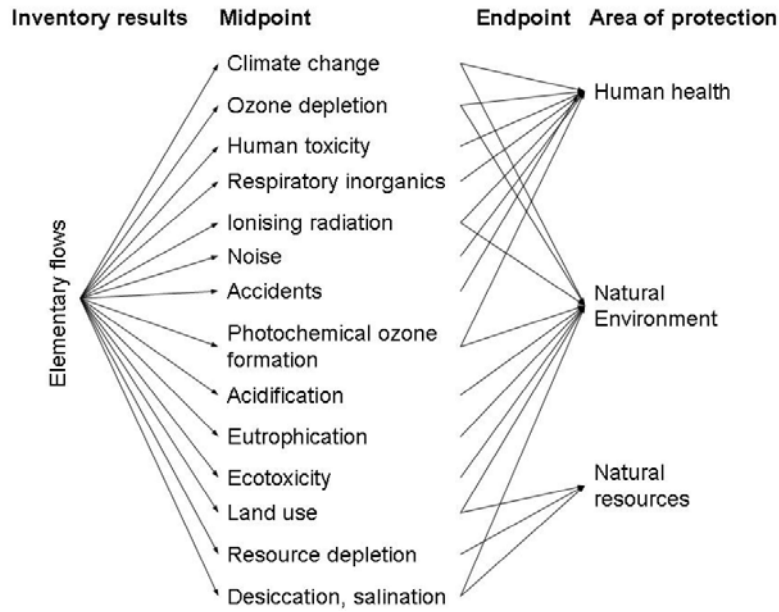 Inventory results Midpoint Endpoint Area of protection
Climate change
Ozone depletion
Human toxicity
Respiratory inorganics
Ionising radiation
Noise
Accidents
Photochemical ozone
formation
Acidification
Eutrophication
Ecotoxicity
Land use
Resource depletion
Desiccation, salination
Elementary flows
Human health
Natural
Environment
Natural
resources